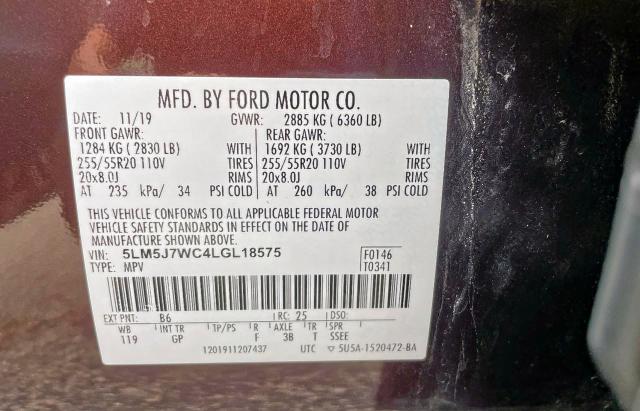 MFD. BY FORD MOTOR CO.
DATE: 11/19 GVWR: 2885 KG ( 6360 LB)
FRONT GAWR: REAR GAWR:
1284 KG ( 2830 LB) WITH 1692 KG ( 3730 LB) WITH
255/55R20 110V TIRES 255/55R20 110V TIRES
20x8.0J RIMS 20x8.0J RIMS
AT 235 kPa/ 34 PSI COLD AT 260 kPa/ 38 PSI COLD
THIS VEHICLE CONFORMS TO ALL APPLICABLE FEDERAL MOTOR
VEHICLE SAFETY STANDARDS IN EFFECT ON THE DATE OF
MANUFACTURE SHOWN ABOVE.
VIN: 5LM5J7WC4LGL18575 F0146
TYPE: MPV T0341
EXT PNT: B6 RC: 25 DSO:
WB INT TR TP/PS R AXLE TR SPR
119 GP F 3B T SSEE
1201911207437 UTC ▽ 5U5A-1520472-BA